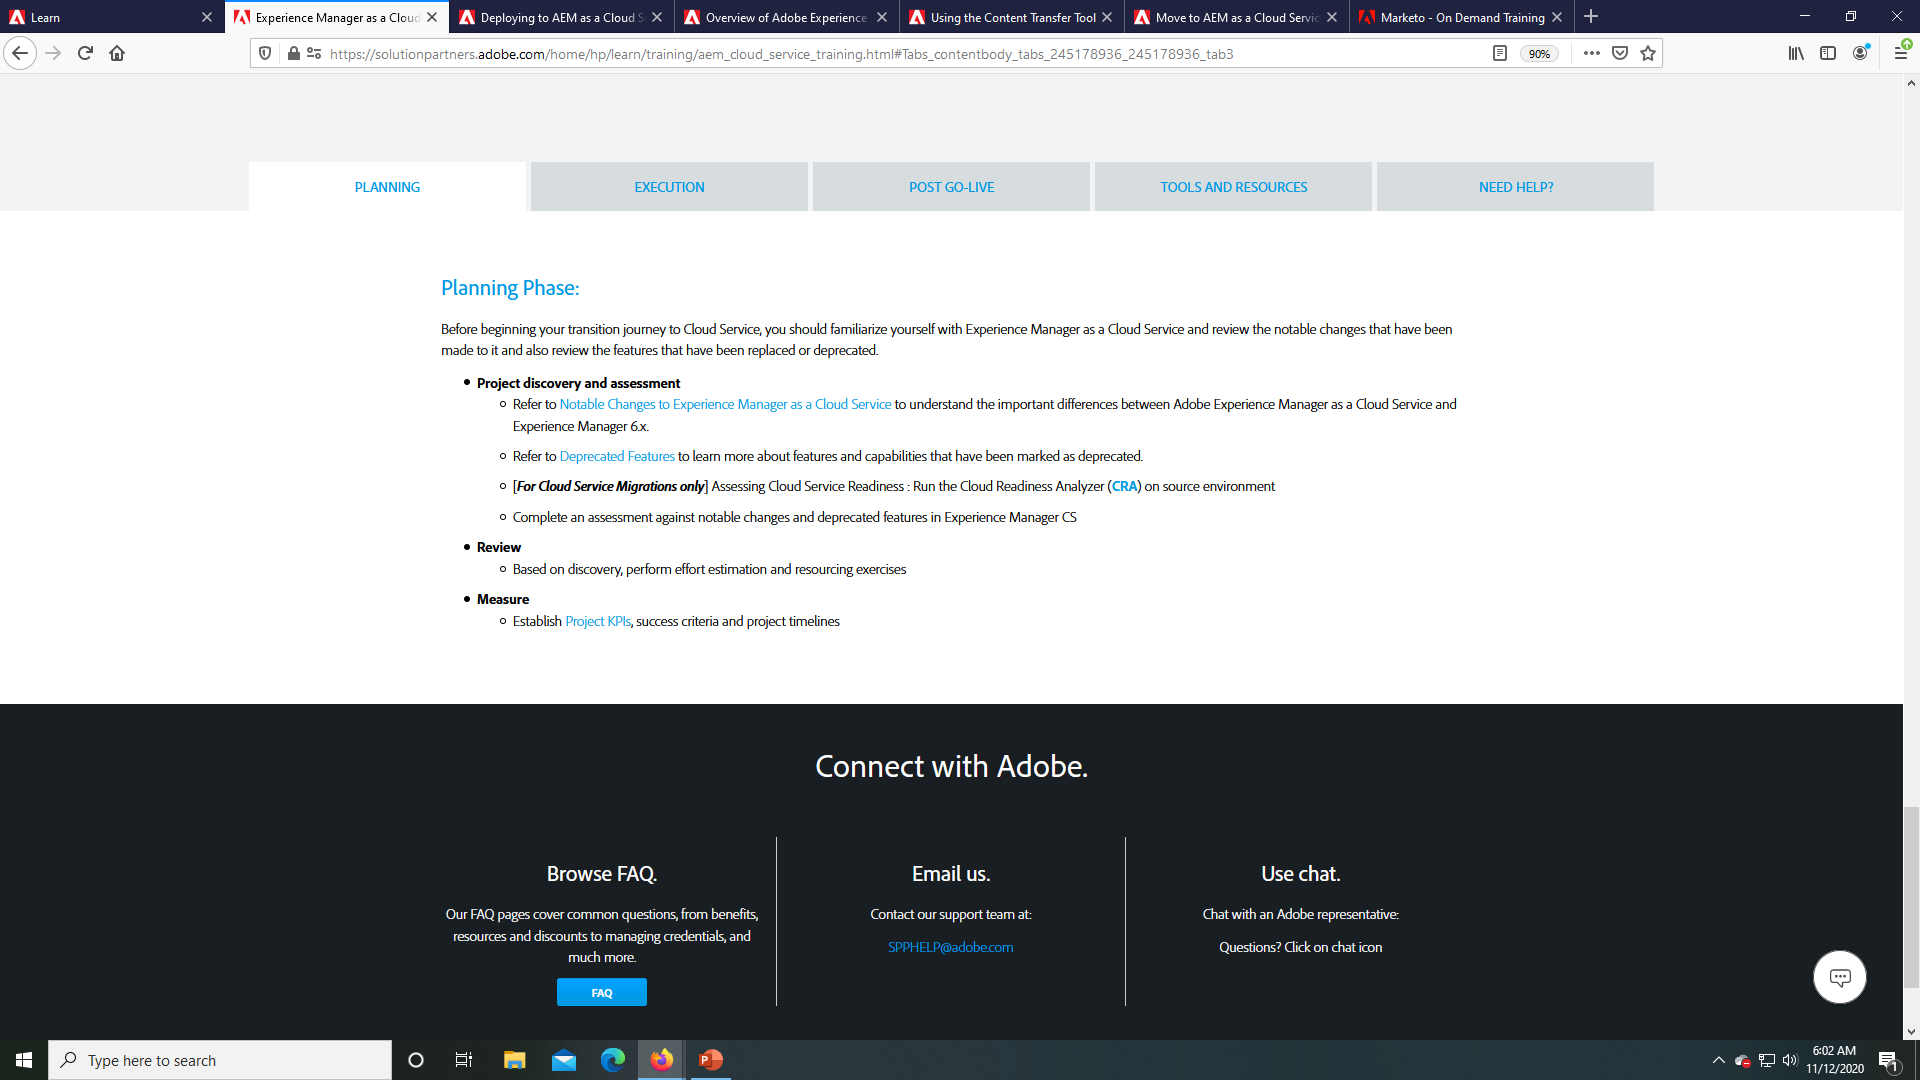 Learn
Experience Manager as a Cloud
Deploying to AEM as a Cloud S
Overview of Adobe Experience
Using the Content Transfer Tool
Move to AEM as a Cloud Servic
Marketo - On Demand Training
https://solutionpartners.adobe.com/home/hp/learn/training/aem_cloud_service_training.html#Tabs_contentbody_tabs_245178936_245178936_tab3
90%
PLANNING
EXECUTION
POST GO-LIVE
TOOLS AND RESOURCES
NEED HELP?
Planning Phase:
Before beginning your transition journey to Cloud Service, you should familiarize yourself with Experience Manager as a Cloud Service and review the notable changes that have been
made to it and also review the features that have been replaced or deprecated.
Project discovery and assessment
Refer to Notable Changes to Experience Manager as a Cloud Service to understand the important differences between Adobe Experience Manager as a Cloud Service and
Experience Manager 6.x.
Refer to Deprecated Features to learn more about features and capabilities that have been marked as deprecated.
[For Cloud Service Migrations only] Assessing Cloud Service Readiness : Run the Cloud Readiness Analyzer (CRA) on source environment
Complete an assessment against notable changes and deprecated features in Experience Manager CS
Review
Based on discovery, perform effort estimation and resourcing exercises
Measure
Establish Project KPIs, success criteria and project timelines
Connect with Adobe.
Browse FAQ.
Our FAQ pages cover common questions, from benefits,
resources and discounts to managing credentials, and
much more.
FAQ
Email us.
Contact our support team at:
SPPHELP@adobe.com
Use chat.
Chat with an Adobe representative:
Questions? Click on chat icon
Type here to search
6:02 AM
11/12/2020
1